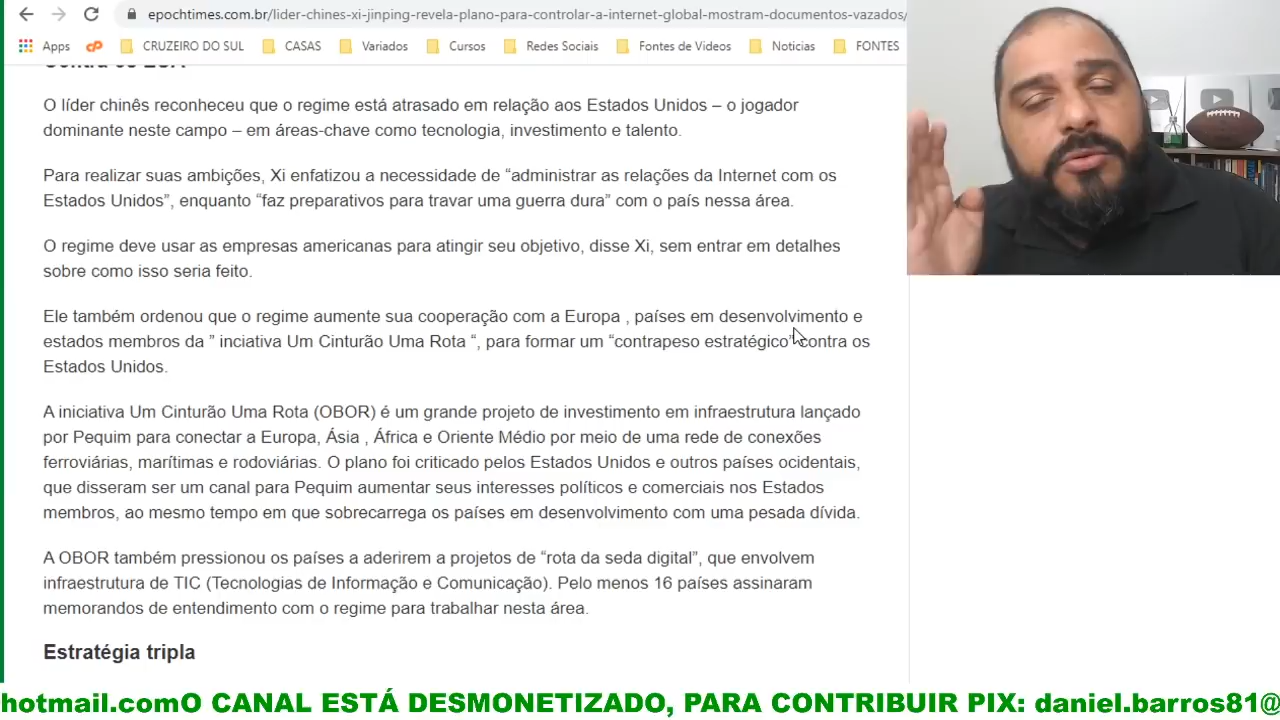 epochtimes.com.br/lider-chines-xi-jinping-revela-plano-para-controlar-a-internet-global-mostram-documentos-vazados/
Apps CRUZEIRO DO SUL CASAS Variados Cursos Redes Sociais Fontes de Videos Noticias FONTES
O líder chinês reconheceu que o regime está atrasado em relação aos Estados Unidos – o jogador
dominante neste campo – em áreas-chave como tecnologia, investimento e talento.
Para realizar suas ambições, Xi enfatizou a necessidade de “administrar as relações da Internet com os
Estados Unidos”, enquanto “faz preparativos para travar uma guerra dura” com o país nessa área.
O regime deve usar as empresas americanas para atingir seu objetivo, disse Xi, sem entrar em detalhes
sobre como isso seria feito.
Ele também ordenou que o regime aumente sua cooperação com a Europa , países em desenvolvimento e
estados membros da ” inciativa Um Cinturão Uma Rota “, para formar um “contrapeso estratégico” contra os
Estados Unidos.
A iniciativa Um Cinturão Uma Rota (OBOR) é um grande projeto de investimento em infraestrutura lançado
por Pequim para conectar a Europa, Ásia , África e Oriente Médio por meio de uma rede de conexões
ferroviárias, marítimas e rodoviárias. O plano foi criticado pelos Estados Unidos e outros países ocidentais,
que disseram ser um canal para Pequim aumentar seus interesses políticos e comerciais nos Estados
membros, ao mesmo tempo em que sobrecarrega os países em desenvolvimento com uma pesada dívida.
A OBOR também pressionou os países a aderirem a projetos de “rota da seda digital”, que envolvem
infraestrutura de TIC (Tecnologias de Informação e Comunicação). Pelo menos 16 países assinaram
memorandos de entendimento com o regime para trabalhar nesta área.
Estratégia tripla
hotmail.comO CANAL ESTÁ DESMONETIZADO, PARA CONTRIBUIR PIX: daniel.barros81@